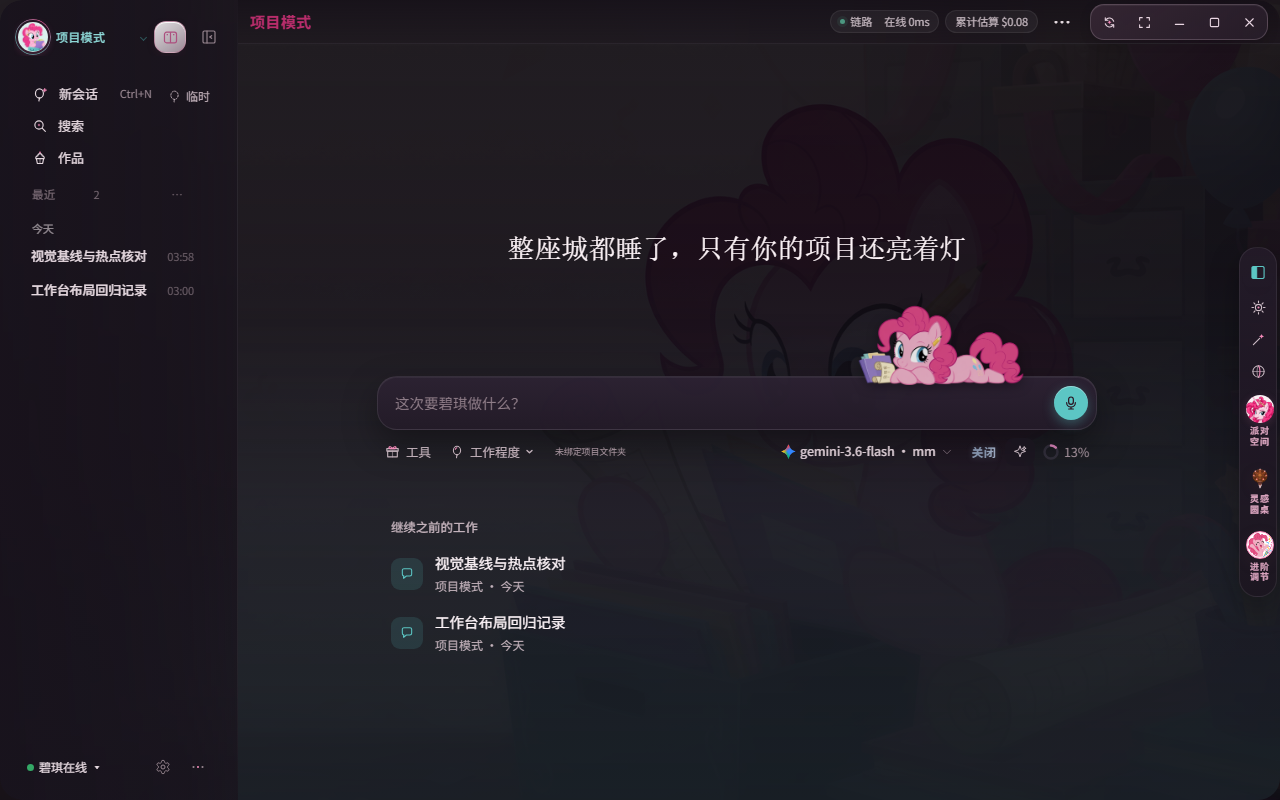 项目模式
新会话 Ctrl+N 临时
搜索
作品
最近 2
今天
视觉基线与热点核对 03:58
工作台布局回归记录 03:00
碧琪在线
项目模式
链路 在线 0ms
累计估算 $0.08
整座城都睡了，只有你的项目还亮着灯
这次要碧琪做什么？
工具 工作程度 未绑定项目文件夹 gemini-3.6-flash • mm 关闭 13%
继续之前的工作
视觉基线与热点核对
项目模式 • 今天
工作台布局回归记录
项目模式 • 今天
派对
空间
灵感
圆桌
进阶
调节